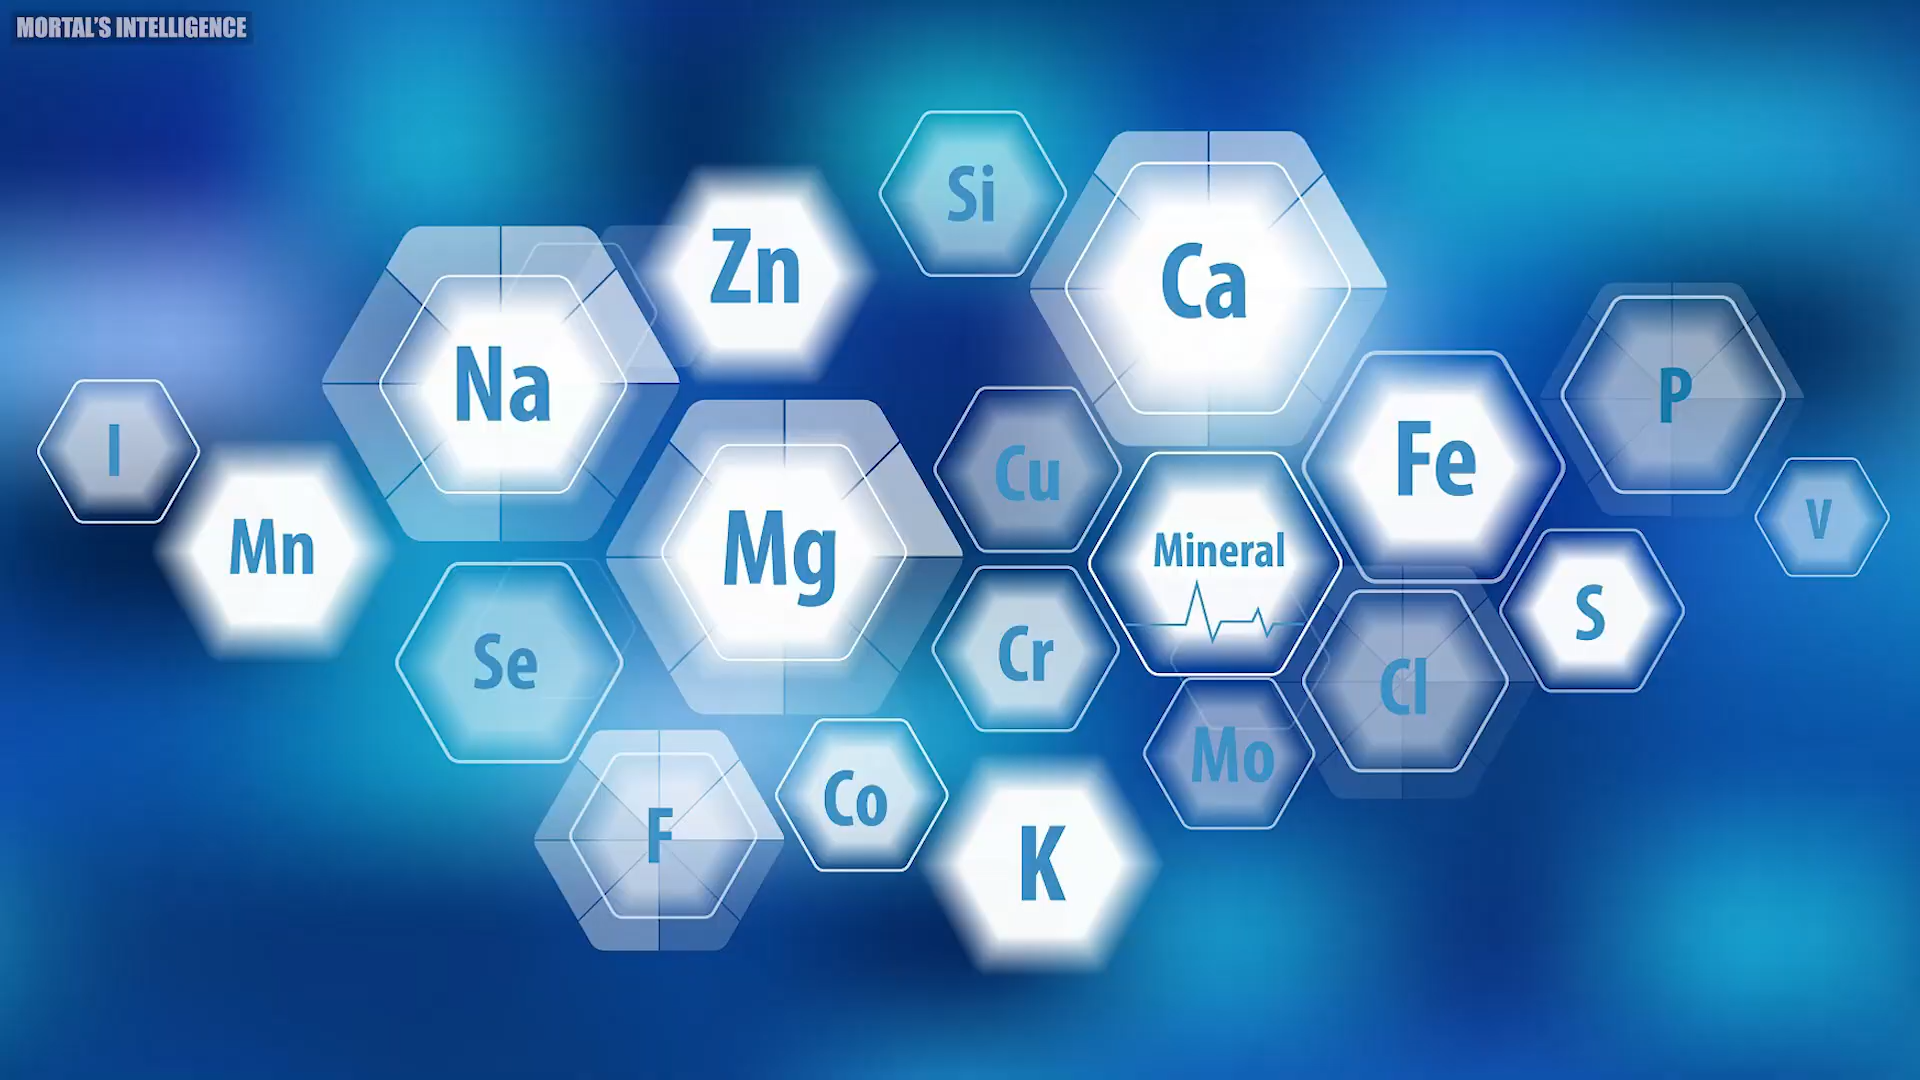 MORTAL'S INTELLIGENCE
Si
Zn
Ca
Na
P
I
Cu
Fe
Mn
Mg
Mineral
V
Se
Cr
Cl
S
F
Co
Mo
K